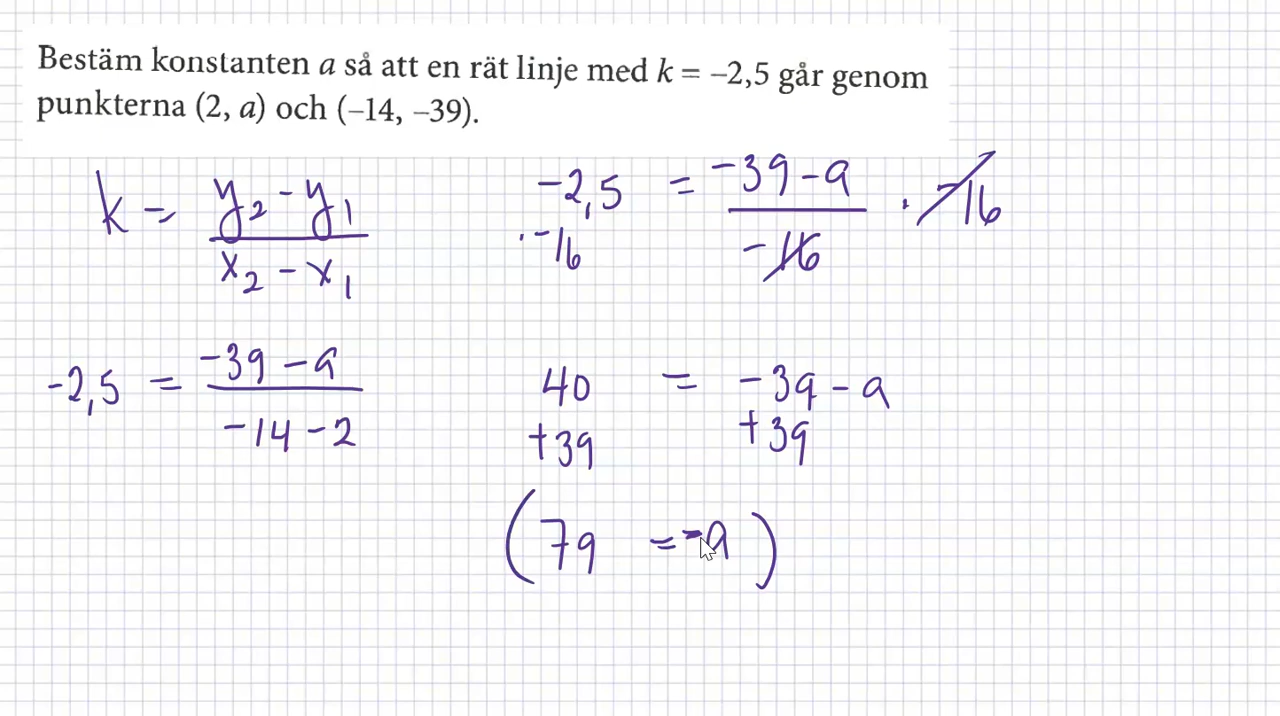 Bestäm konstanten a så att en rät linje med k = –2,5 går genom
punkterna (2, a) och (–14, –39).
k = y₂ - y₁ / x₂ - x₁
-2,5 = -39 - a / -14 - 2
-2,5 = -39 - a / -16 · -16
· -16
40 = -39 - a
+39 +39
(79 = -a)